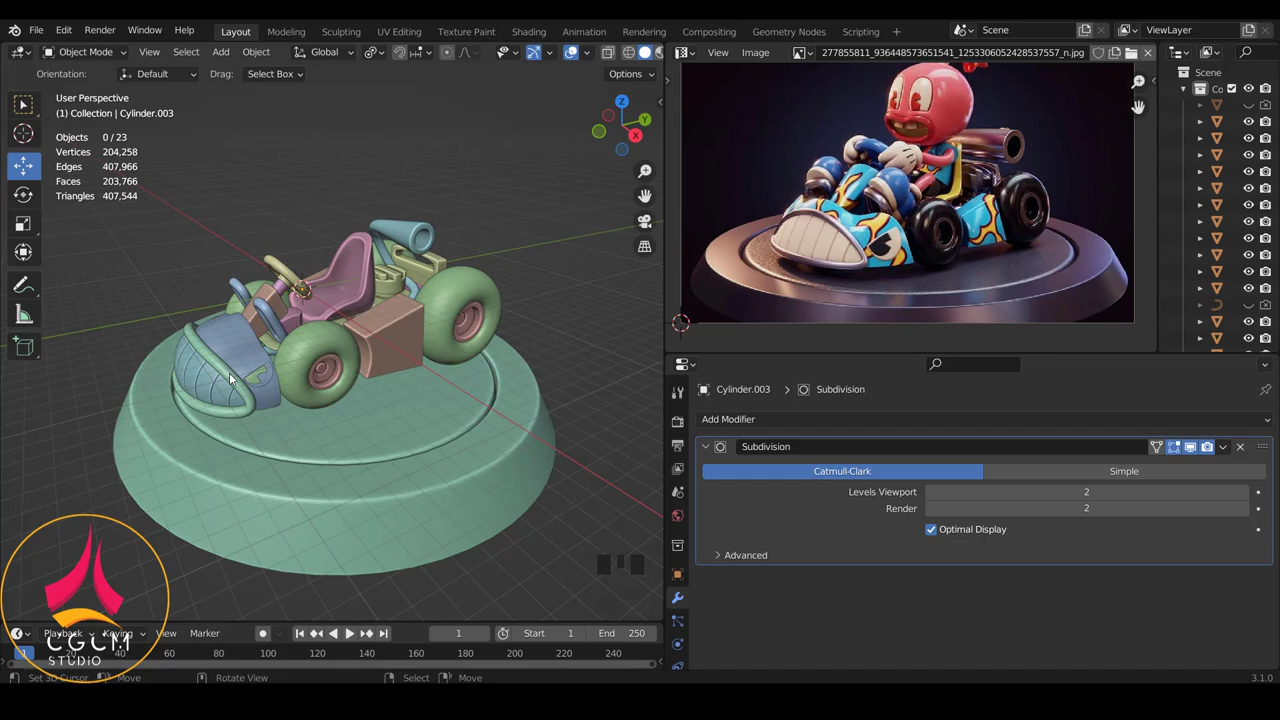 File Edit Render Window Help
Layout Modeling Sculpting UV Editing Texture Paint Shading Animation Rendering Compositing Geometry Nodes Scripting +
Scene
ViewLayer
Object Mode View Select Add Object Global
View Image 277855811_936448573651541_1253306052428537557_n.jpg
Orientation: Default Drag: Select Box Options
Scene
Co
User Perspective
(1) Collection | Cylinder.003
Objects 0 / 23
Vertices 204,258
Edges 407,966
Faces 203,766
Triangles 407,544
Z
Y
X
Cylinder.003 > Subdivision
Add Modifier
Subdivision
Catmull-Clark Simple
Levels Viewport 2
Render 2
Optimal Display
Advanced
Playback Keying View Marker 1 Start 1 End 250
1 40 60 80 100 120 140 160 180 200 220 240
CGCM
STUDIO
Set 3D Cursor Move Rotate View Select Move 3.1.0